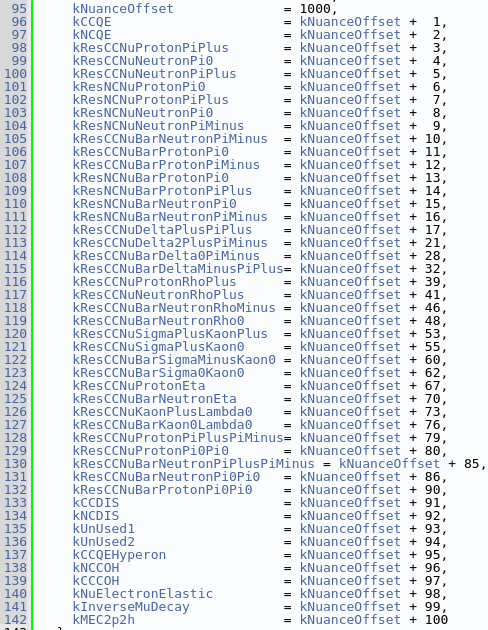 95 kNuanceOffset = 1000,
96 kCCQE = kNuanceOffset + 1,
97 kNCQE = kNuanceOffset + 2,
98 kResCCNuProtonPiPlus = kNuanceOffset + 3,
99 kResCCNuNeutronPi0 = kNuanceOffset + 4,
100 kResCCNuNeutronPiPlus = kNuanceOffset + 5,
101 kResNCNuProtonPi0 = kNuanceOffset + 6,
102 kResNCNuProtonPiPlus = kNuanceOffset + 7,
103 kResNCNuNeutronPi0 = kNuanceOffset + 8,
104 kResNCNuNeutronPiMinus = kNuanceOffset + 9,
105 kResCCNuBarNeutronPiMinus = kNuanceOffset + 10,
106 kResCCNuBarProtonPi0 = kNuanceOffset + 11,
107 kResCCNuBarProtonPiMinus = kNuanceOffset + 12,
108 kResNCNuBarProtonPi0 = kNuanceOffset + 13,
109 kResNCNuBarProtonPiPlus = kNuanceOffset + 14,
110 kResNCNuBarNeutronPi0 = kNuanceOffset + 15,
111 kResNCNuBarNeutronPiMinus = kNuanceOffset + 16,
112 kResCCNuDeltaPlusPiPlus = kNuanceOffset + 17,
113 kResCCNuDelta2PlusPiMinus = kNuanceOffset + 21,
114 kResCCNuBarDelta0PiMinus = kNuanceOffset + 28,
115 kResCCNuBarDeltaMinusPiPlus= kNuanceOffset + 32,
116 kResCCNuProtonRhoPlus = kNuanceOffset + 39,
117 kResCCNuNeutronRhoPlus = kNuanceOffset + 41,
118 kResCCNuBarNeutronRhoMinus = kNuanceOffset + 46,
119 kResCCNuBarNeutronRho0 = kNuanceOffset + 48,
120 kResCCNuSigmaPlusKaonPlus = kNuanceOffset + 53,
121 kResCCNuSigmaPlusKaon0 = kNuanceOffset + 55,
122 kResCCNuBarSigmaMinusKaon0 = kNuanceOffset + 60,
123 kResCCNuBarSigma0Kaon0 = kNuanceOffset + 62,
124 kResCCNuProtonEta = kNuanceOffset + 67,
125 kResCCNuBarNeutronEta = kNuanceOffset + 70,
126 kResCCNuKaonPlusLambda0 = kNuanceOffset + 73,
127 kResCCNuBarKaon0Lambda0 = kNuanceOffset + 76,
128 kResCCNuProtonPiPlusPiMinus= kNuanceOffset + 79,
129 kResCCNuProtonPi0Pi0 = kNuanceOffset + 80,
130 kResCCNuBarNeutronPiPlusPiMinus = kNuanceOffset + 85,
131 kResCCNuBarNeutronPi0Pi0 = kNuanceOffset + 86,
132 kResCCNuBarProtonPi0Pi0 = kNuanceOffset + 90,
133 kCCDIS = kNuanceOffset + 91,
134 kNCDIS = kNuanceOffset + 92,
135 kUnUsed1 = kNuanceOffset + 93,
136 kUnUsed2 = kNuanceOffset + 94,
137 kCCQEHyperon = kNuanceOffset + 95,
138 kNCCOH = kNuanceOffset + 96,
139 kCCCOH = kNuanceOffset + 97,
140 kNuElectronElastic = kNuanceOffset + 98,
141 kInverseMuDecay = kNuanceOffset + 99,
142 kMEC2p2h = kNuanceOffset + 100